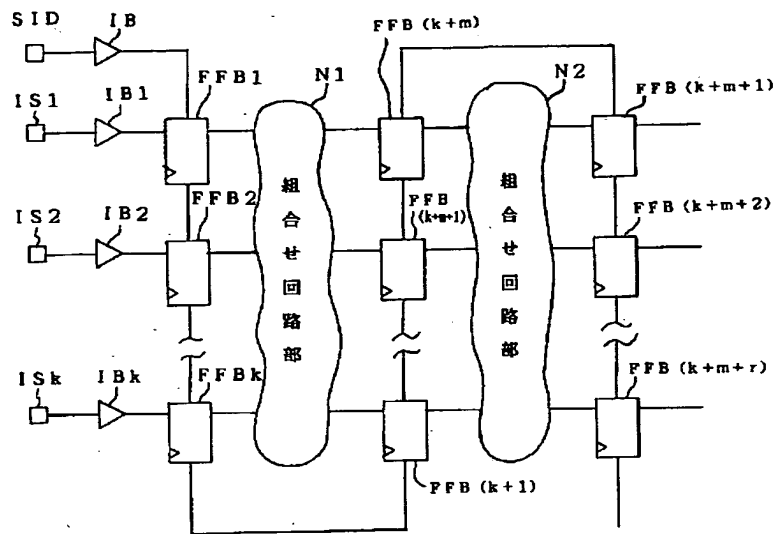 SID
IB
FFB(k+m)
FFB1
N1
N2
FFB(k+m+1)
IS1
IB1
組合せ回路部
組合せ回路部
IS2
IB2
FFB2
FFB
(k+m+1)
FFB(k+m+2)
ISk
IBk
FFBk
FFB(k+m+r)
FFB(k+1)